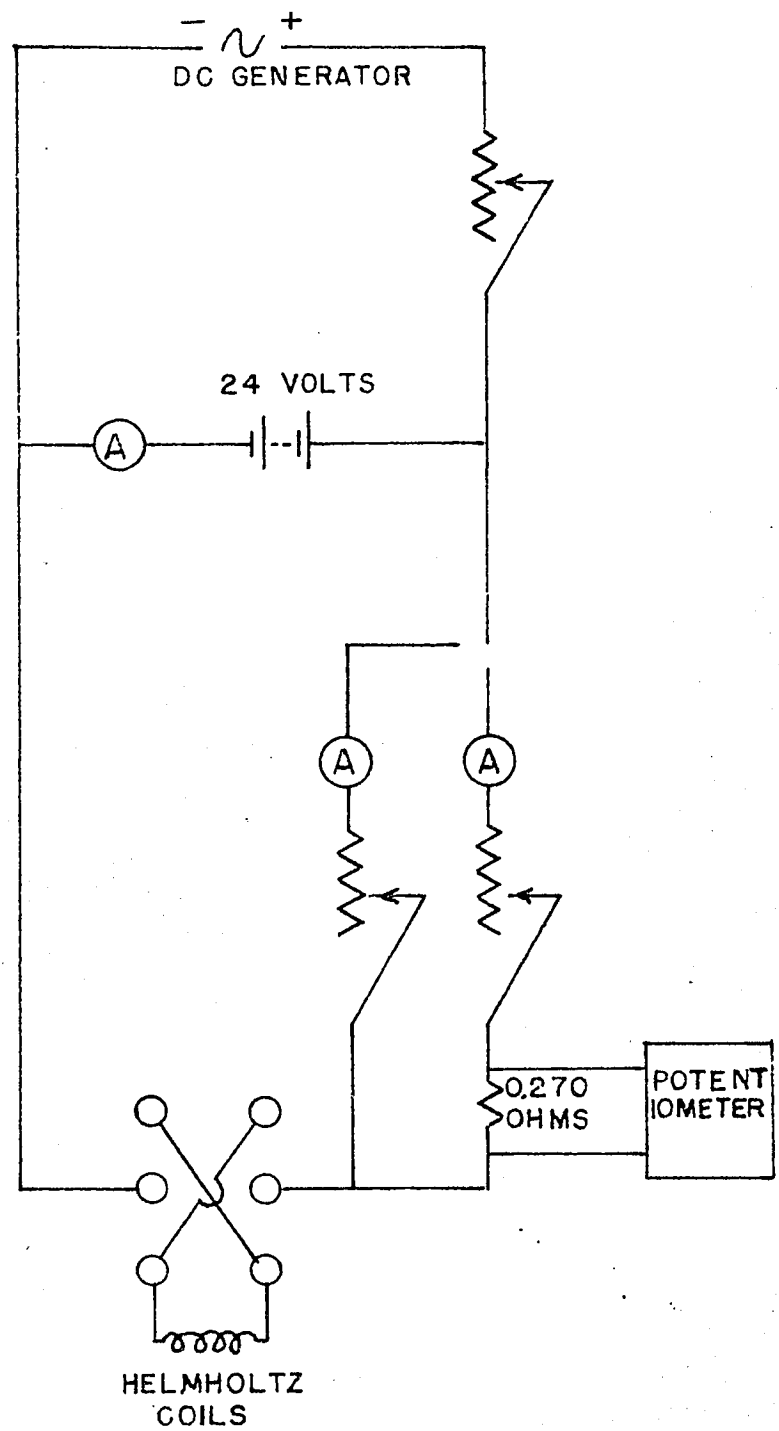 - +
DC GENERATOR
24 VOLTS
A
A A
0.270
OHMS
POTENT
IOMETER
HELMHOLTZ
COILS